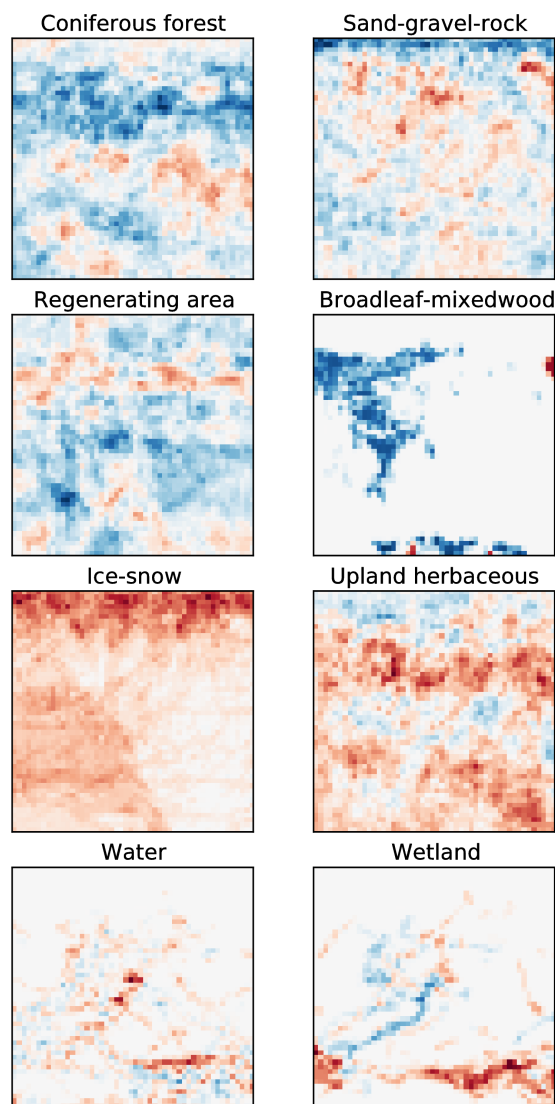 Coniferous forest
Sand-gravel-rock
Regenerating area
Broadleaf-mixedwood
Ice-snow
Upland herbaceous
Water
Wetland